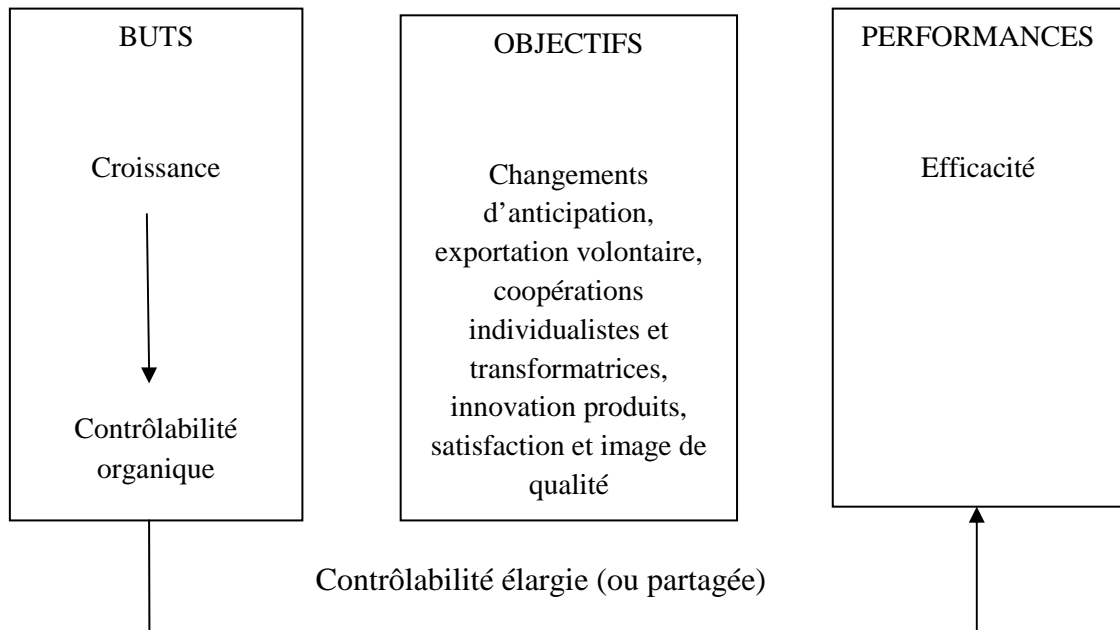 BUTS
Croissance
Contrôlabilité
organique
OBJECTIFS
Changements
d’anticipation,
exportation volontaire,
coopérations
individualistes et
transformatrices,
innovation produits,
satisfaction et image de
qualité
PERFORMANCES
Efficacité
Contrôlabilité élargie (ou partagée)